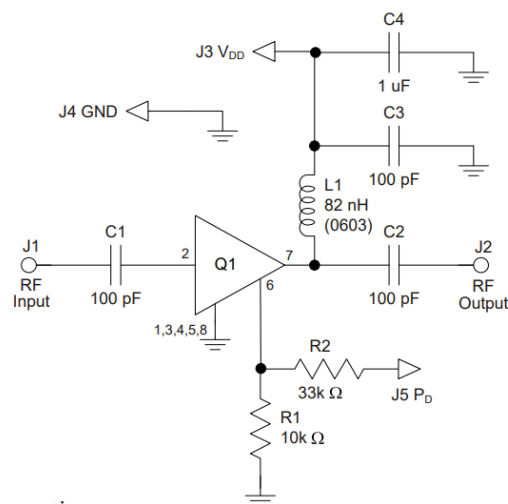 C4
J3 V_DD
1 uF
J4 GND
C3
100 pF
L1
82 nH
(0603)
J1
RF
Input
C1
100 pF
2
Q1
7
6
1,3,4,5,8
C2
100 pF
J2
RF
Output
R2
33k Ω
J5 P_D
R1
10k Ω